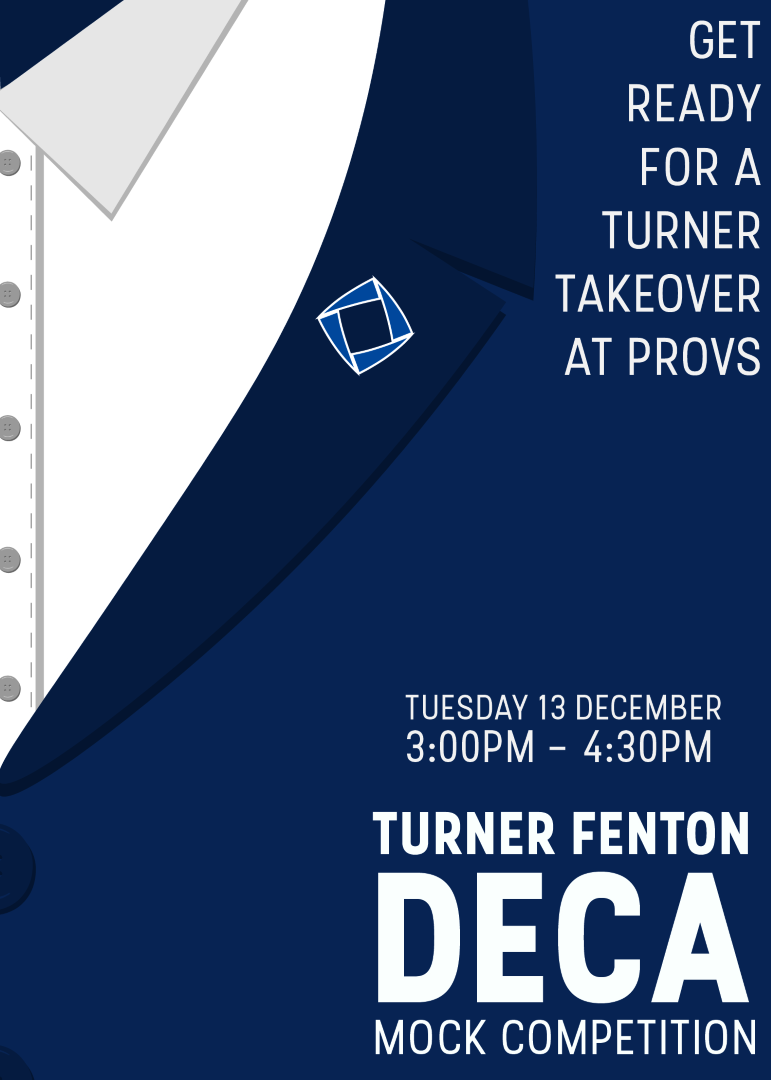 GET
READY
FOR A
TURNER
TAKEOVER
AT PROVS
TUESDAY 13 DECEMBER
3:00PM – 4:30PM
TURNER FENTON
DECA
MOCK COMPETITION